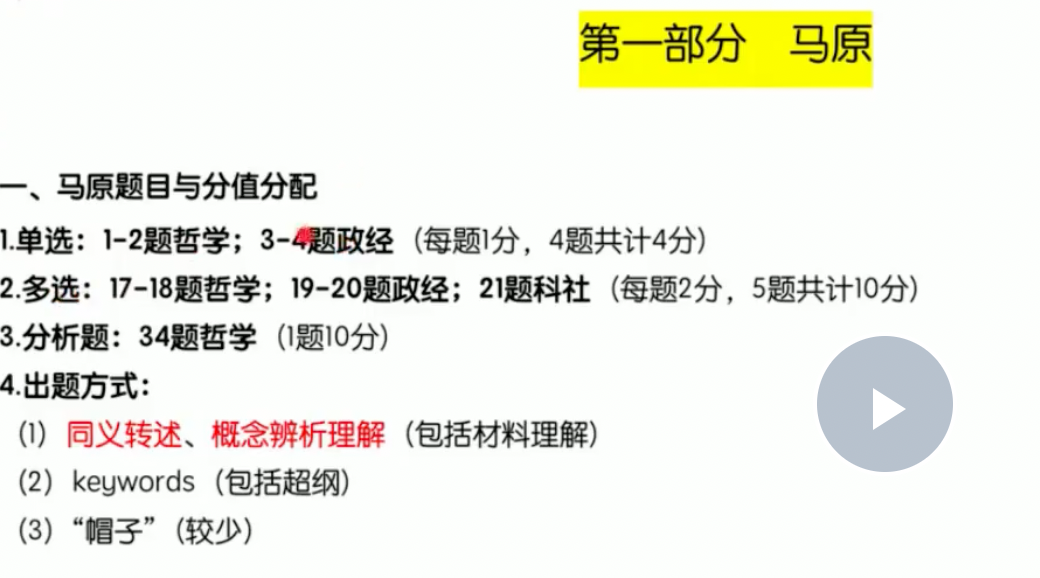 第一部分 马原
一、马原题目与分值分配
1.单选：1-2题哲学；3-4题政经（每题1分，4题共计4分）
2.多选：17-18题哲学；19-20题政经；21题科社（每题2分，5题共计10分）
3.分析题：34题哲学（1题10分）
4.出题方式：
（1）同义转述、概念辨析理解（包括材料理解）
（2）keywords（包括超纲）
（3）“帽子”（较少）